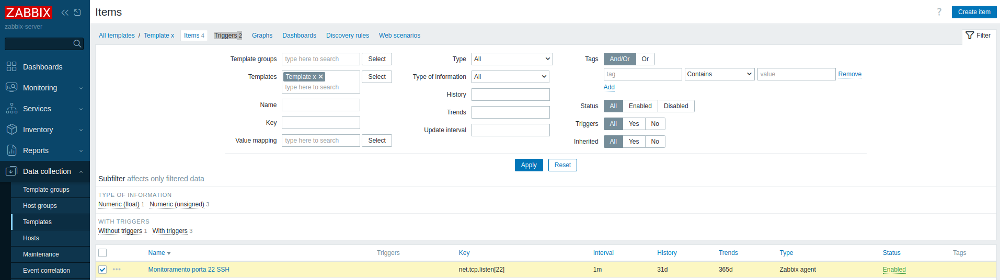 ZABBIX
zabbix-server
Dashboards
Monitoring
Services
Inventory
Reports
Data collection
Template groups
Host groups
Templates
Hosts
Maintenance
Event correlation
Items
?
Create item
All templates / Template x Items 4 Triggers 2 Graphs Dashboards Discovery rules Web scenarios
Filter
Template groups type here to search Select
Templates Template x ✕ Select
type here to search
Name
Key
Value mapping type here to search Select
Type All
Type of information All
History
Trends
Update interval
Tags And/Or Or
tag Contains value Remove
Add
Status All Enabled Disabled
Triggers All Yes No
Inherited All Yes No
Apply Reset
Subfilter affects only filtered data
TYPE OF INFORMATION
Numeric (float) 1 Numeric (unsigned) 3
WITH TRIGGERS
Without triggers 1 With triggers 3
Name Triggers Key Interval History Trends Type Status Tags
Monitoramento porta 22 SSH net.tcp.listen[22] 1m 31d 365d Zabbix agent Enabled